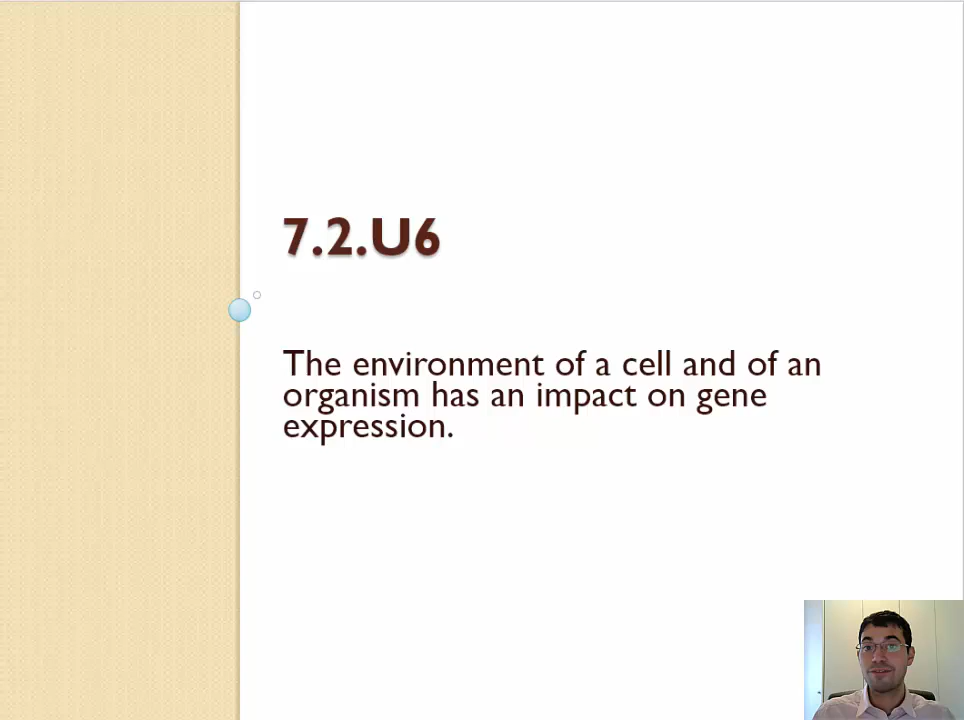 7.2.U6
The environment of a cell and of an
organism has an impact on gene
expression.